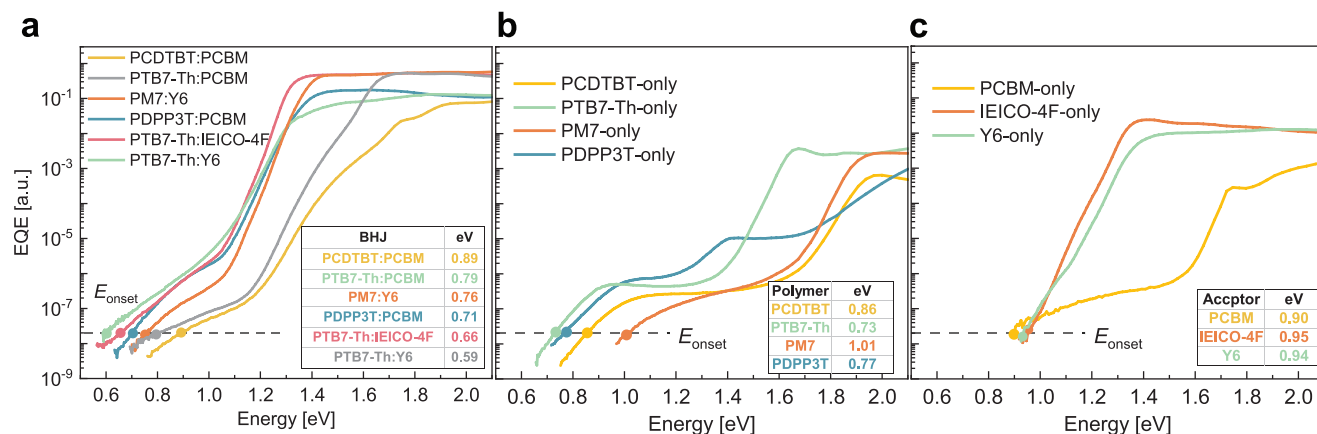 a
PCDTBT:PCBM
PTB7-Th:PCBM
PM7:Y6
PDPP3T:PCBM
PTB7-Th:IEICO-4F
PTB7-Th:Y6
EQE [a.u.]
10⁻¹
10⁻³
10⁻⁵
10⁻⁷
10⁻⁹
E_onset
BHJ eV
PCDTBT:PCBM 0.89
PTB7-Th:PCBM 0.79
PM7:Y6 0.76
PDPP3T:PCBM 0.71
PTB7-Th:IEICO-4F 0.66
PTB7-Th:Y6 0.59
0.6 0.8 1.0 1.2 1.4 1.6 1.8 2.0
Energy [eV]
b
PCDTBT-only
PTB7-Th-only
PM7-only
PDPP3T-only
E_onset
Polymer eV
PCDTBT 0.86
PTB7-Th 0.73
PM7 1.01
PDPP3T 0.77
0.6 0.8 1.0 1.2 1.4 1.6 1.8 2.0
Energy [eV]
c
PCBM-only
IEICO-4F-only
Y6-only
E_onset
Accptor eV
PCBM 0.90
IEICO-4F 0.95
Y6 0.94
0.6 0.8 1.0 1.2 1.4 1.6 1.8 2.0
Energy [eV]